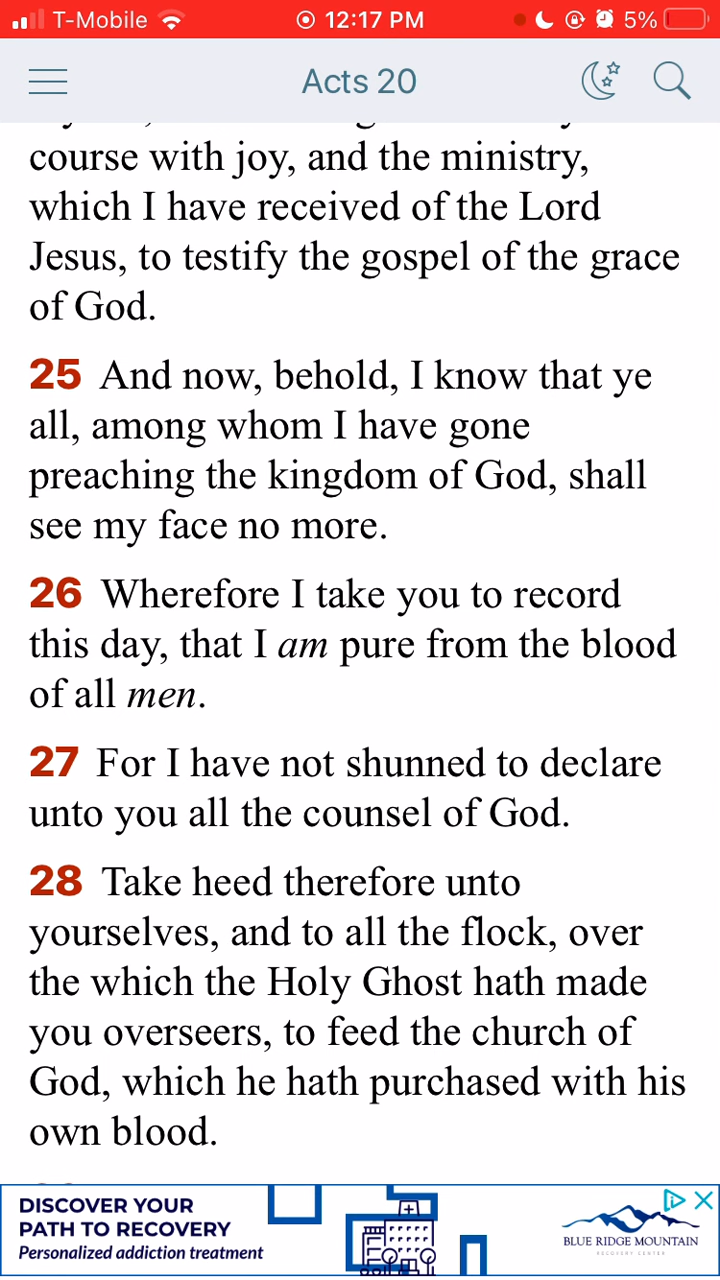 T-Mobile 12:17 PM 5%
Acts 20
course with joy, and the ministry,
which I have received of the Lord
Jesus, to testify the gospel of the grace
of God.
25 And now, behold, I know that ye
all, among whom I have gone
preaching the kingdom of God, shall
see my face no more.
26 Wherefore I take you to record
this day, that I am pure from the blood
of all men.
27 For I have not shunned to declare
unto you all the counsel of God.
28 Take heed therefore unto
yourselves, and to all the flock, over
the which the Holy Ghost hath made
you overseers, to feed the church of
God, which he hath purchased with his
own blood.
DISCOVER YOUR
PATH TO RECOVERY
Personalized addiction treatment
BLUE RIDGE MOUNTAIN
RECOVERY CENTER